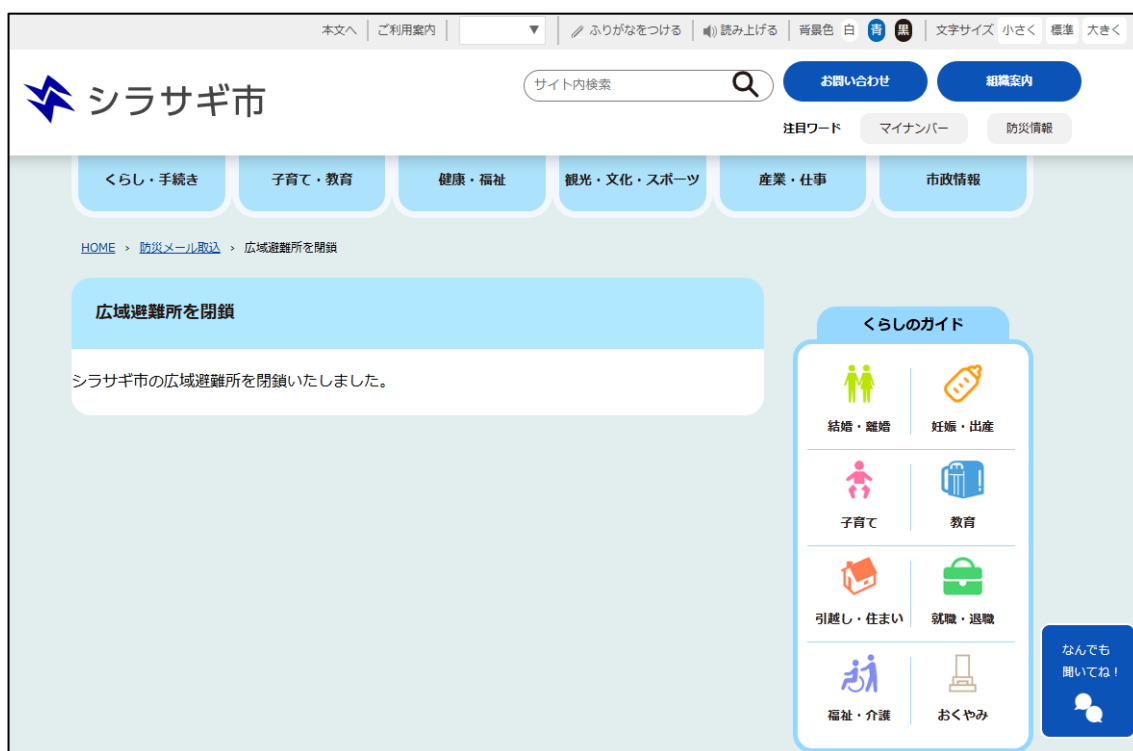 本文へ ご利用案内 ふりがなをつける 読み上げる 背景色 白 青 黒 文字サイズ 小さく 標準 大きく
シラサギ市
サイト内検索
お問い合わせ 組織案内
注目ワード マイナンバー 防災情報
くらし・手続き 子育て・教育 健康・福祉 観光・文化・スポーツ 産業・仕事 市政情報
HOME › 防災メール取込 › 広域避難所を閉鎖
広域避難所を閉鎖
シラサギ市の広域避難所を閉鎖いたしました。
くらしのガイド
結婚・離婚 妊娠・出産
子育て 教育
引越し・住まい 就職・退職
福祉・介護 おくやみ
なんでも
聞いてね！